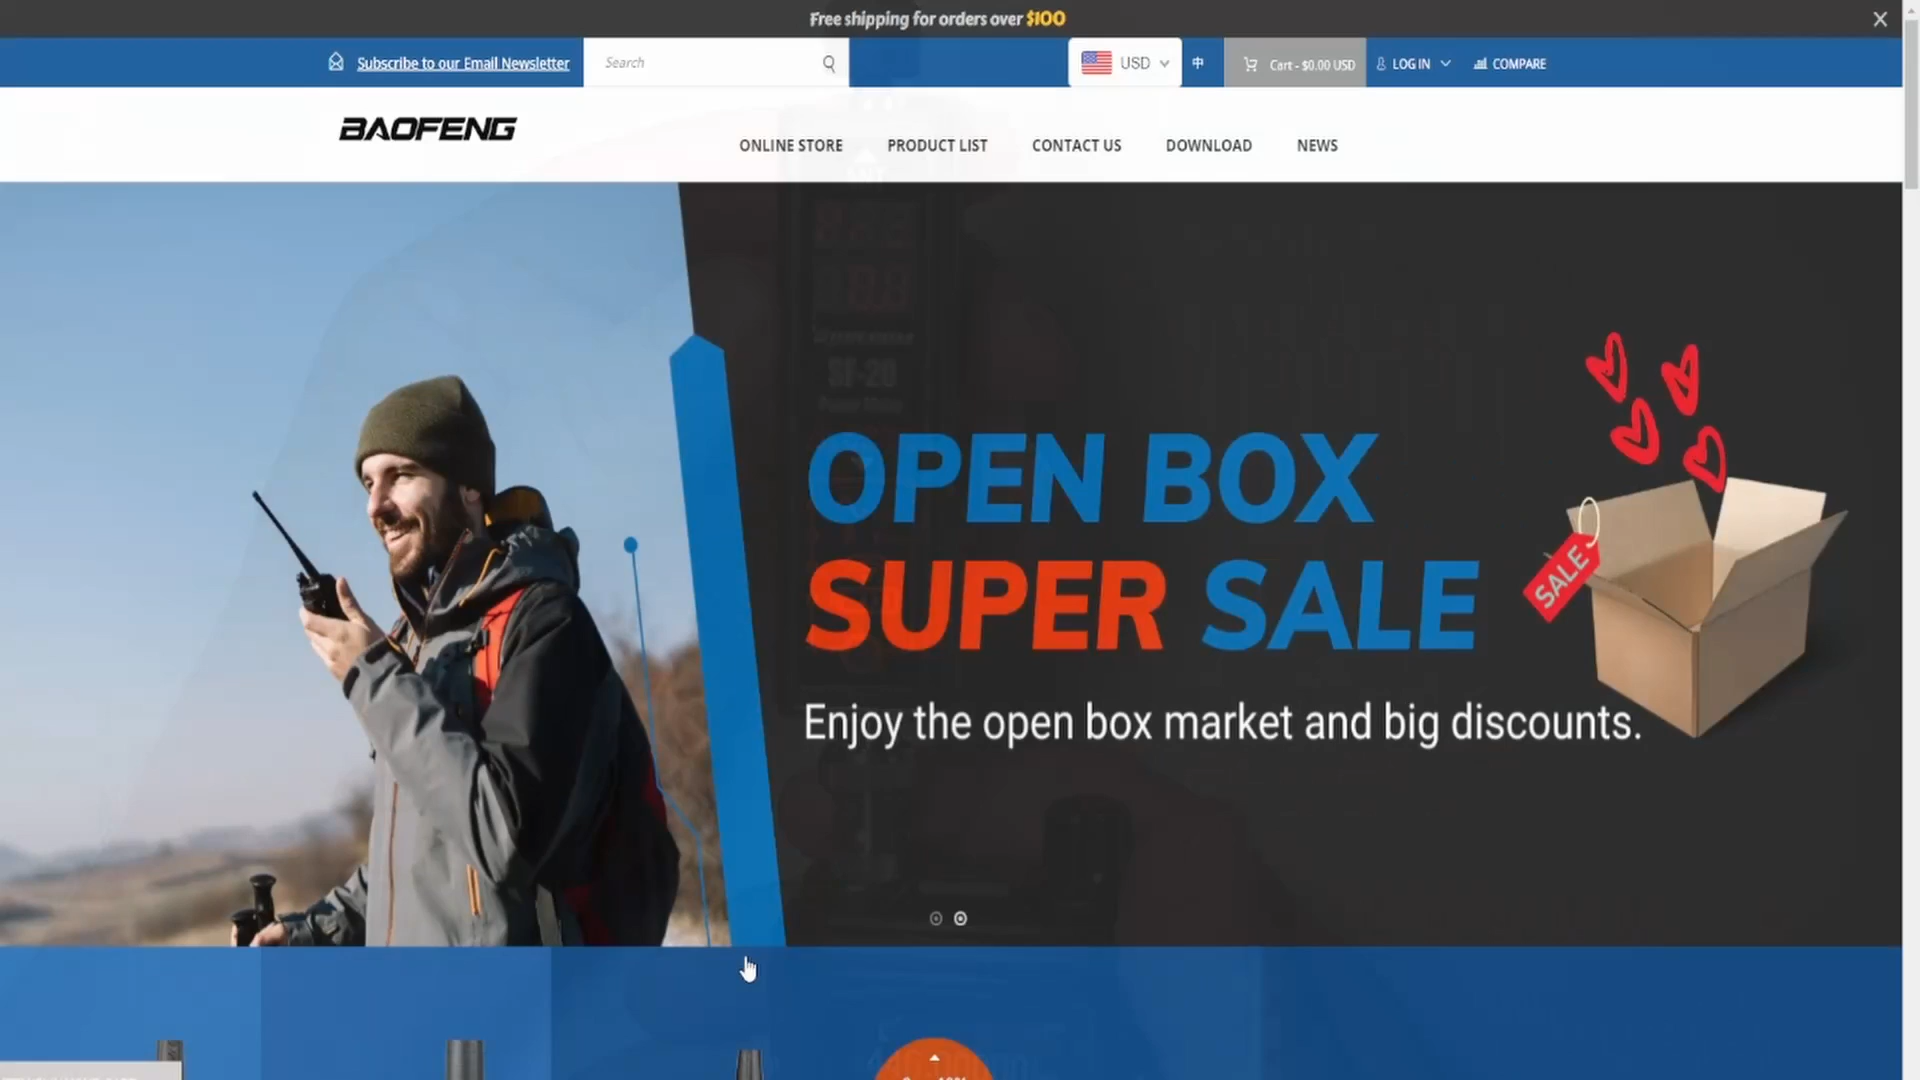 Free shipping for orders over $100
Subscribe to our Email Newsletter
Search
USD
中
Cart - $0.00 USD
LOG IN
COMPARE
BAOFENG
ONLINE STORE
PRODUCT LIST
CONTACT US
DOWNLOAD
NEWS
SF-20
OPEN BOX
SUPER SALE
SALE
Enjoy the open box market and big discounts.